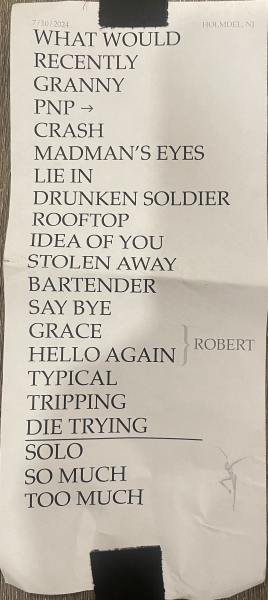 7/10/2024 HOLMDEL, NJ
WHAT WOULD
RECENTLY
GRANNY
PNP →
CRASH
MADMAN'S EYES
LIE IN
DRUNKEN SOLDIER
ROOFTOP
IDEA OF YOU
STOLEN AWAY
BARTENDER
SAY BYE
GRACE
HELLO AGAIN } ROBERT
TYPICAL
TRIPPING
DIE TRYING
SOLO
SO MUCH
TOO MUCH